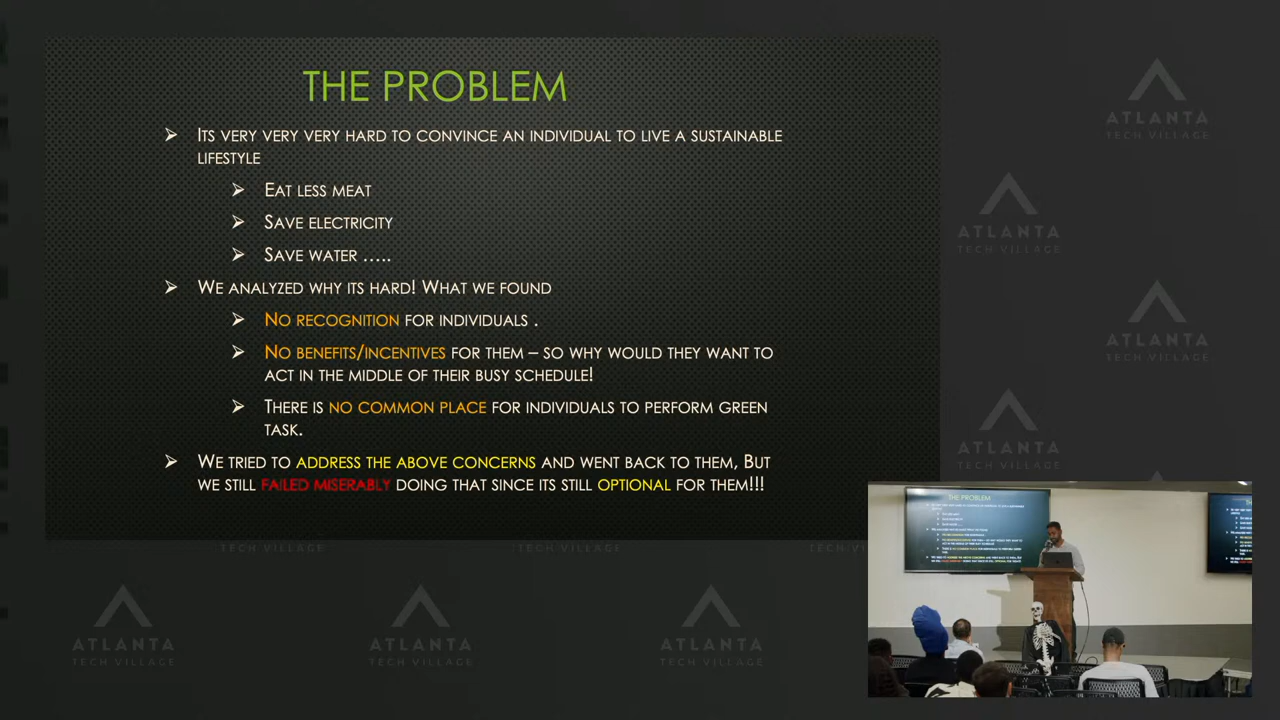 THE PROBLEM
ITS VERY VERY VERY HARD TO CONVINCE AN INDIVIDUAL TO LIVE A SUSTAINABLE
LIFESTYLE
EAT LESS MEAT
SAVE ELECTRICITY
SAVE WATER …..
WE ANALYZED WHY ITS HARD! WHAT WE FOUND
NO RECOGNITION FOR INDIVIDUALS .
NO BENEFITS/INCENTIVES FOR THEM – SO WHY WOULD THEY WANT TO
ACT IN THE MIDDLE OF THEIR BUSY SCHEDULE!
THERE IS NO COMMON PLACE FOR INDIVIDUALS TO PERFORM GREEN
TASK.
WE TRIED TO ADDRESS THE ABOVE CONCERNS AND WENT BACK TO THEM, BUT
WE STILL FAILED MISERABLY DOING THAT SINCE ITS STILL OPTIONAL FOR THEM!!!
ATLANTA
TECH VILLAGE
ATLANTA
TECH VILLAGE
ATLANTA
TECH VILLAGE
ATLANTA
TECH VILLAGE
TECH VILLAGE
TECH VILLAGE
ATLANTA
TECH VILLAGE
ATLANTA
TECH VILLAGE
ATLANTA
TECH VILLAGE
THE PROBLEM